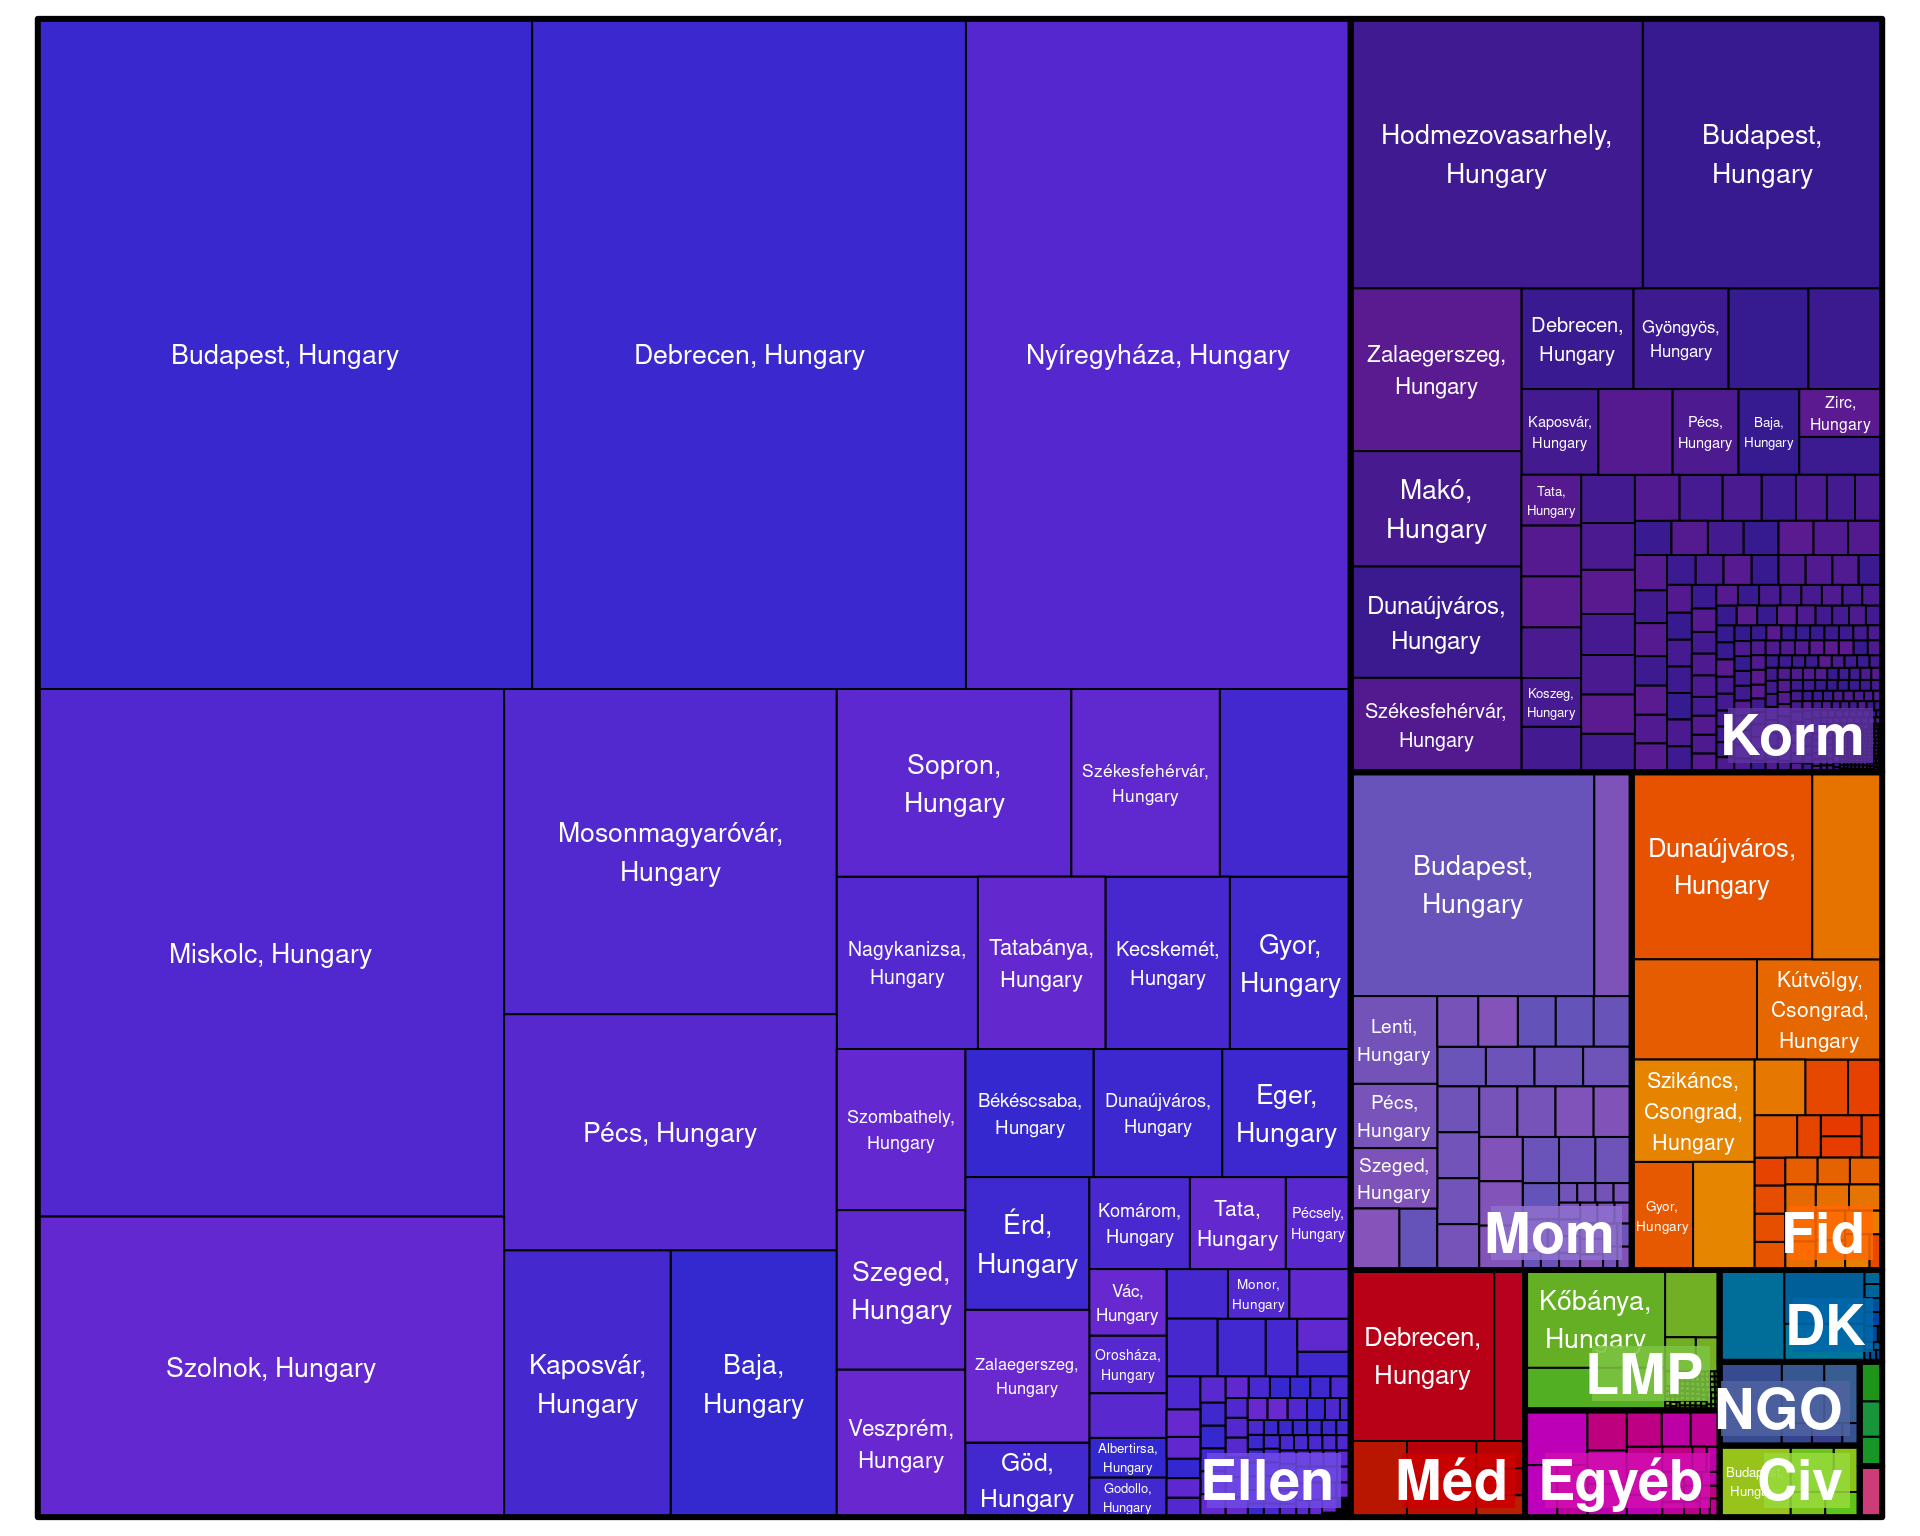 Budapest, Hungary
Debrecen, Hungary
Nyíregyháza, Hungary
Miskolc, Hungary
Szolnok, Hungary
Mosonmagyaróvár,
Hungary
Pécs, Hungary
Kaposvár,
Hungary
Baja,
Hungary
Sopron,
Hungary
Székesfehérvár,
Hungary
Nagykanizsa,
Hungary
Tatabánya,
Hungary
Kecskemét,
Hungary
Gyor,
Hungary
Szombathely,
Hungary
Szeged,
Hungary
Veszprém,
Hungary
Békéscsaba,
Hungary
Dunaújváros,
Hungary
Eger,
Hungary
Érd,
Hungary
Zalaegerszeg,
Hungary
Göd,
Hungary
Komárom,
Hungary
Tata,
Hungary
Pécsely,
Hungary
Vác,
Hungary
Monor,
Hungary
Orosháza,
Hungary
Albertirsa,
Hungary
Godollo,
Hungary
Ellen
Hodmezovasarhely,
Hungary
Budapest,
Hungary
Zalaegerszeg,
Hungary
Makó,
Hungary
Dunaújváros,
Hungary
Székesfehérvár,
Hungary
Debrecen,
Hungary
Gyöngyös,
Hungary
Kaposvár,
Hungary
Pécs,
Hungary
Baja,
Hungary
Zirc,
Hungary
Tata,
Hungary
Koszeg,
Hungary
Korm
Budapest,
Hungary
Lenti,
Hungary
Pécs,
Hungary
Szeged,
Hungary
Mom
Dunaújváros,
Hungary
Kútvölgy,
Csongrad,
Hungary
Szikáncs,
Csongrad,
Hungary
Gyor,
Hungary
Fid
Debrecen,
Hungary
Méd
Kőbánya,
Hungary
LMP
Egyéb
DK
NGO
Civ